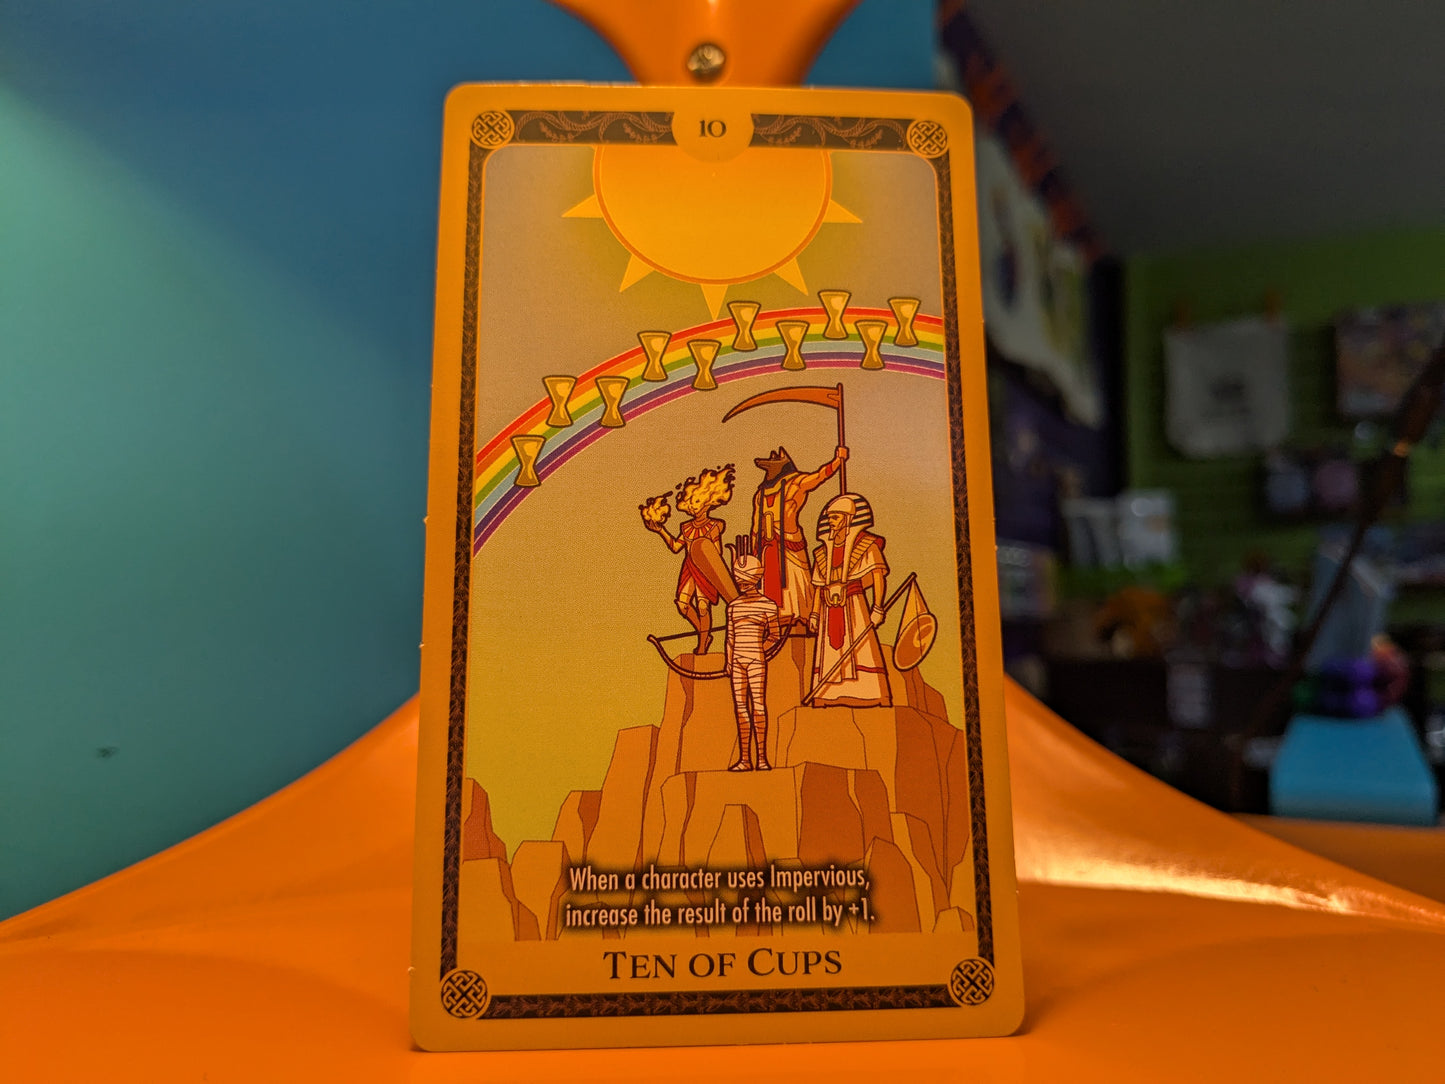 10
When a character uses Impervious,
increase the result of the roll by +1.
TEN OF CUPS